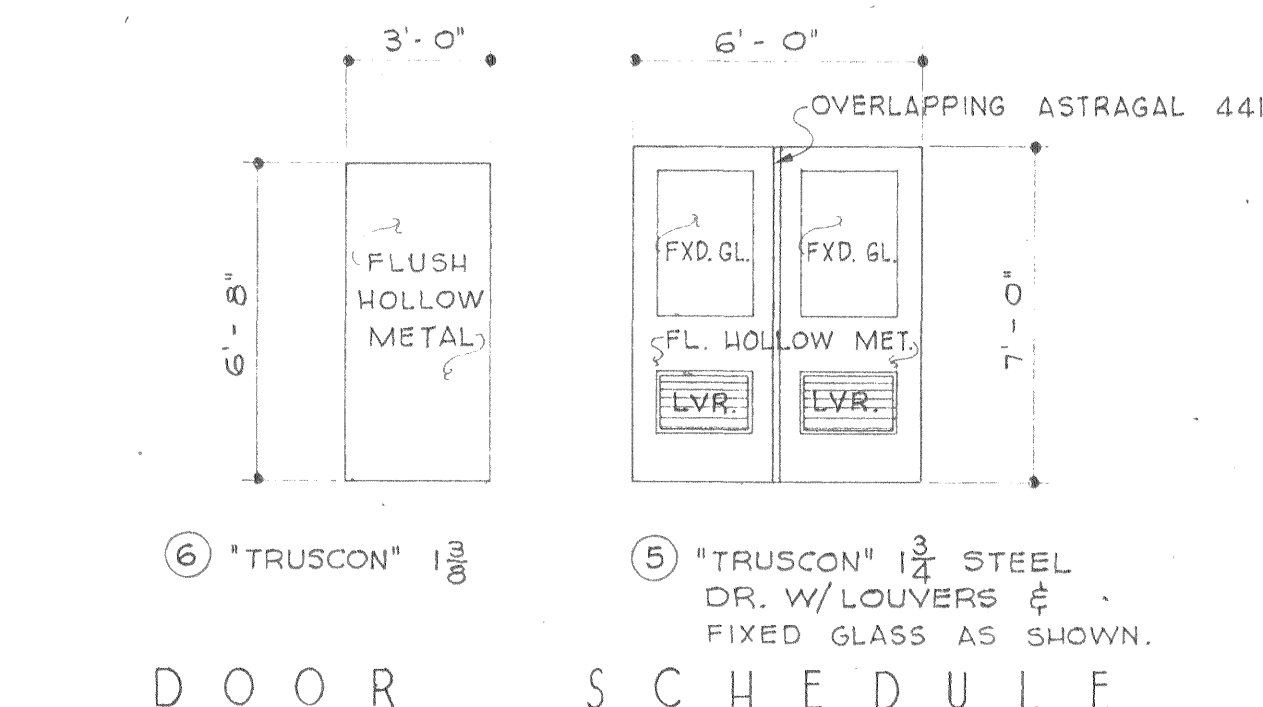 3'-0"
6'-0"
OVERLAPPING ASTRAGAL 441
6'-8"
FLUSH
HOLLOW
METAL
FXD. GL.
FXD. GL.
FL. HOLLOW MET.
LVR.
LVR.
7'-0"
6 "TRUSCON" 1 3/8
5 "TRUSCON" 1 3/4 STEEL
DR. W/ LOUVERS &
FIXED GLASS AS SHOWN.
DOOR SCHEDULE